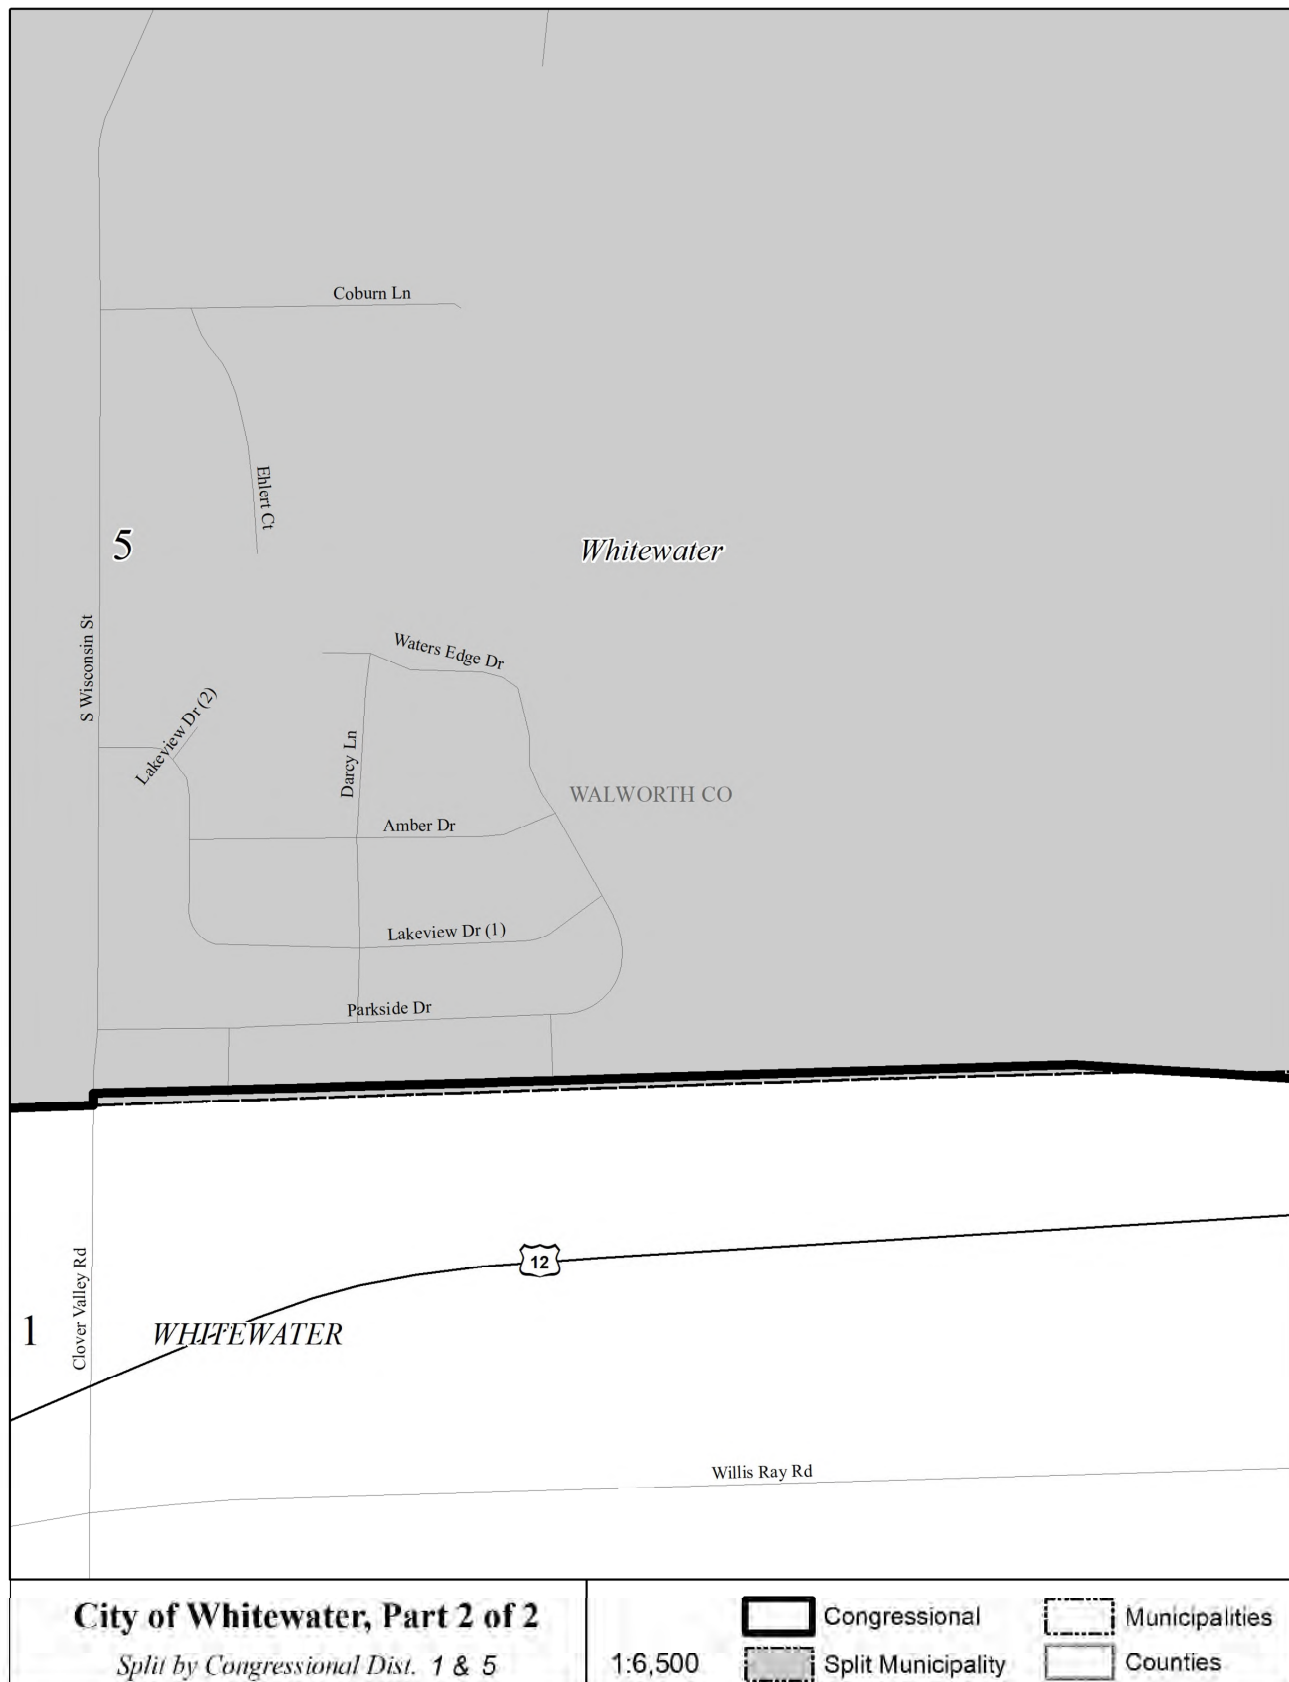 Coburn Ln
Ehlert Ct
5
Whitewater
S Wisconsin St
Waters Edge Dr
Lakeview Dr (2)
Darcy Ln
WALWORTH CO
Amber Dr
Lakeview Dr (1)
Parkside Dr
12
Clover Valley Rd
1
WHITEWATER
Willis Ray Rd
City of Whitewater, Part 2 of 2
Split by Congressional Dist. 1 & 5
1:6,500
Congressional
Municipalities
Split Municipality
Counties